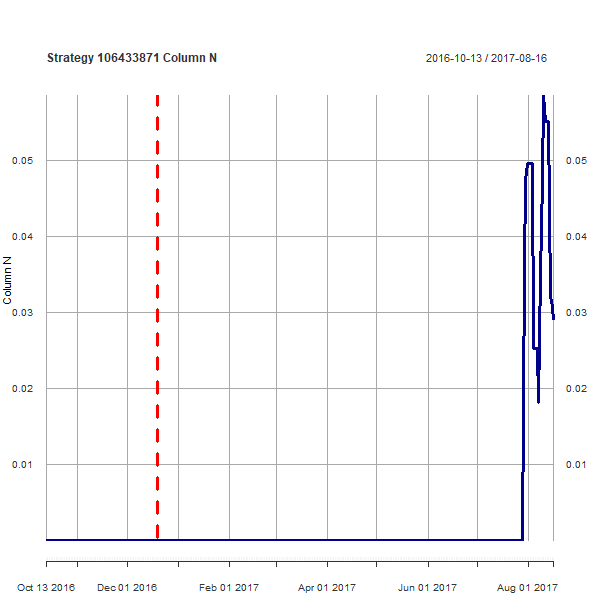 Strategy 106433871 Column N 2016-10-13 / 2017-08-16
0.05 0.05
0.04 0.04
Column N
0.03 0.03
0.02 0.02
0.01 0.01
Oct 13 2016 Dec 01 2016 Feb 01 2017 Apr 01 2017 Jun 01 2017 Aug 01 2017